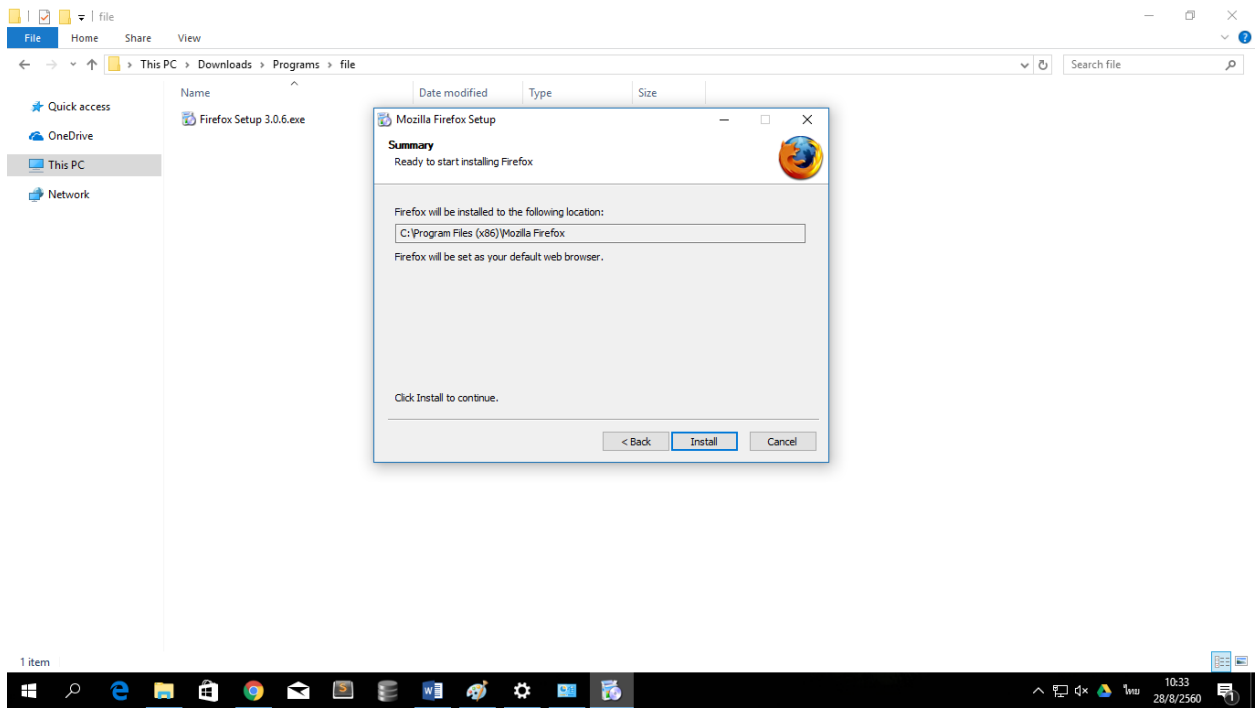 file
File Home Share View
This PC > Downloads > Programs > file
Search file
Name Date modified Type Size
Quick access
OneDrive
This PC
Network
Firefox Setup 3.0.6.exe
Mozilla Firefox Setup
Summary
Ready to start installing Firefox
Firefox will be installed to the following location:
C:\Program Files (x86)\Mozilla Firefox
Firefox will be set as your default web browser.
Click Install to continue.
< Back Install Cancel
1 item
ไทย
10:33
28/8/2560
1